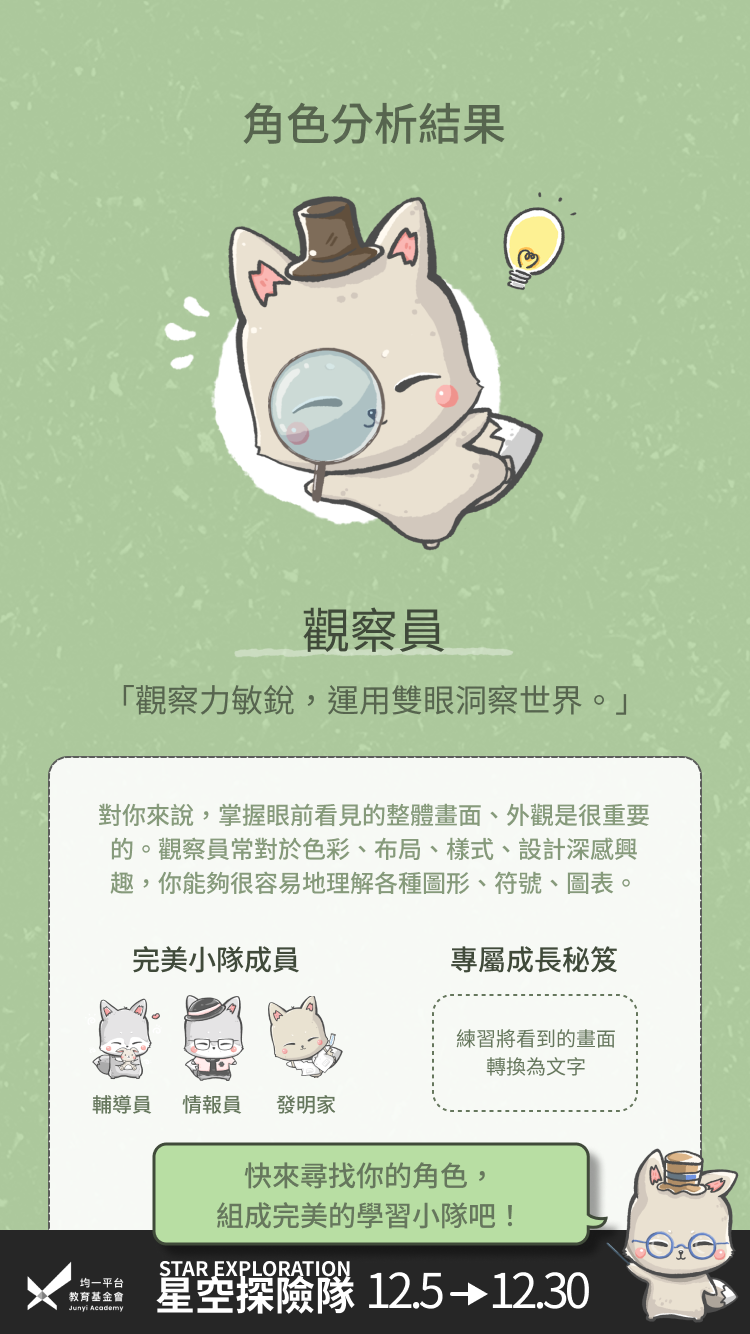 角色分析結果
觀察員
「觀察力敏銳，運用雙眼洞察世界。」
對你來說，掌握眼前看見的整體畫面、外觀是很重要
的。觀察員常對於色彩、布局、樣式、設計深感興
趣，你能夠很容易地理解各種圖形、符號、圖表。
完美小隊成員
專屬成長秘笈
練習將看到的畫面
轉換為文字
輔導員 情報員 發明家
快來尋找你的角色，
組成完美的學習小隊吧！
均一平台
教育基金會
Junyi Academy
STAR EXPLORATION
星空探險隊 12.5→12.30